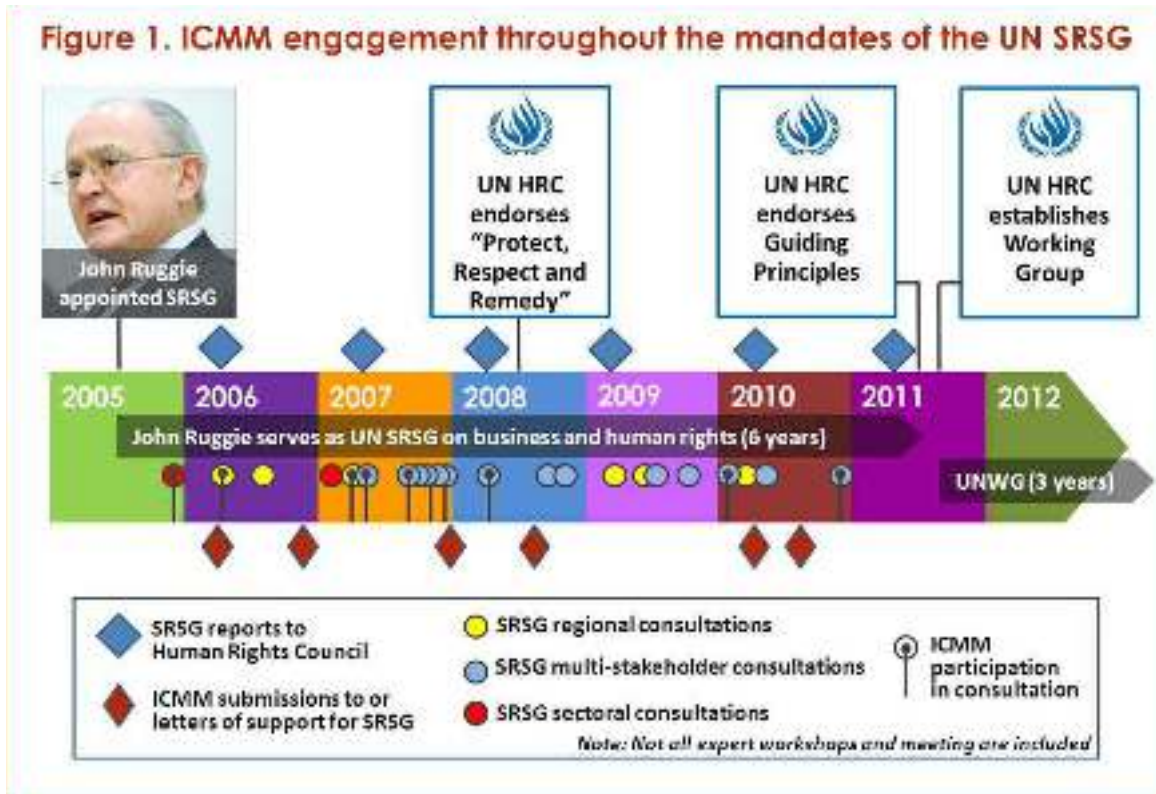 Figure 1. ICMM engagement throughout the mandates of the UN SRSG
John Ruggie
appointed SRSG
UN HRC
endorses
“Protect,
Respect and
Remedy”
UN HRC
endorses
Guiding
Principles
UN HRC
establishes
Working
Group
2005
2006
2007
2008
2009
2010
2011
2012
John Ruggie serves as UN SRSG on business and human rights (6 years)
UNWG (3 years)
SRSG reports to
Human Rights Council
ICMM submissions to or
letters of support for SRSG
SRSG regional consultations
SRSG multi-stakeholder consultations
SRSG sectoral consultations
ICMM
participation
in consultation
Note: Not all expert workshops and meeting are included